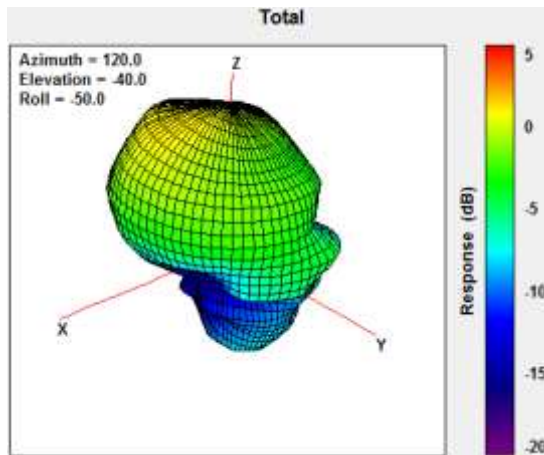 Total
Azimuth = 120.0
Elevation = -40.0
Roll = -50.0
Z
X
Y
Response (dB)
5
0
-5
-10
-15
-20